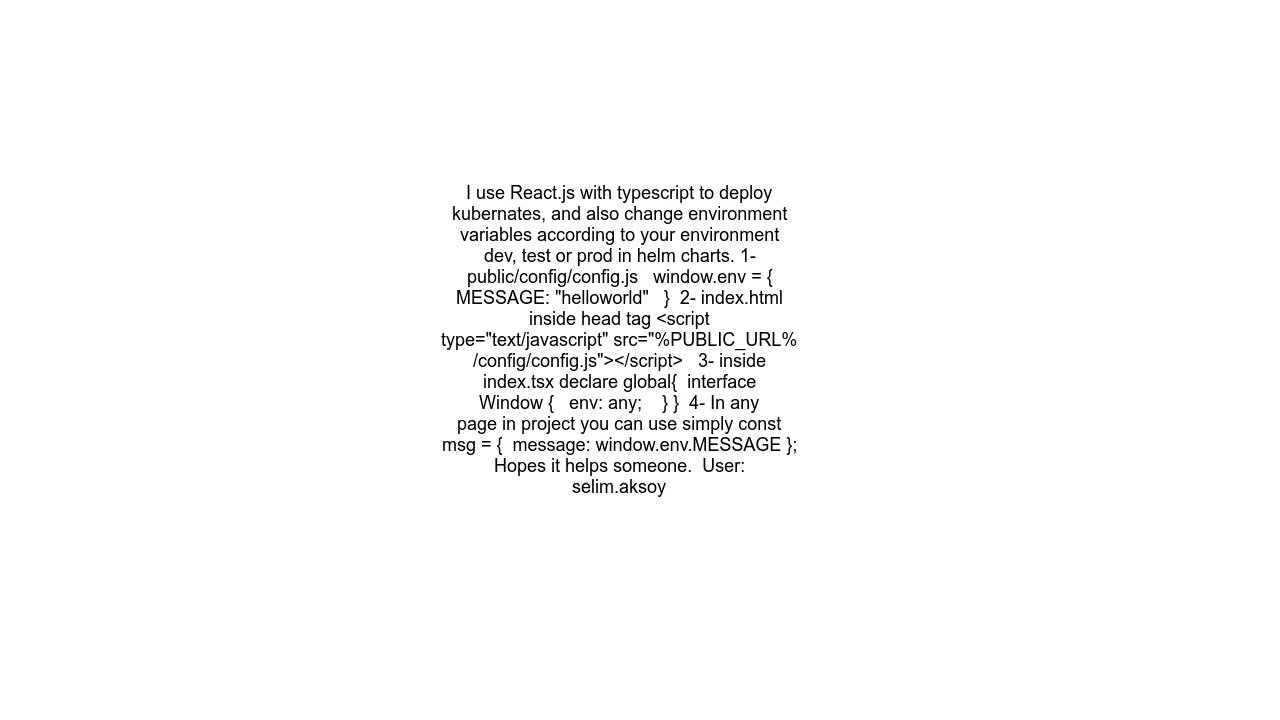 I use React.js with typescript to deploy
kubernates, and also change environment
variables according to your environment
dev, test or prod in helm charts. 1-
public/config/config.js   window.env = {
MESSAGE: "helloworld"   }  2- index.html
inside head tag <script
type="text/javascript" src="%PUBLIC_URL%
/config/config.js"></script>   3- inside
index.tsx declare global{  interface
Window {   env: any;    } }  4- In any
page in project you can use simply const
msg = {  message: window.env.MESSAGE };
Hopes it helps someone.  User:
selim.aksoy